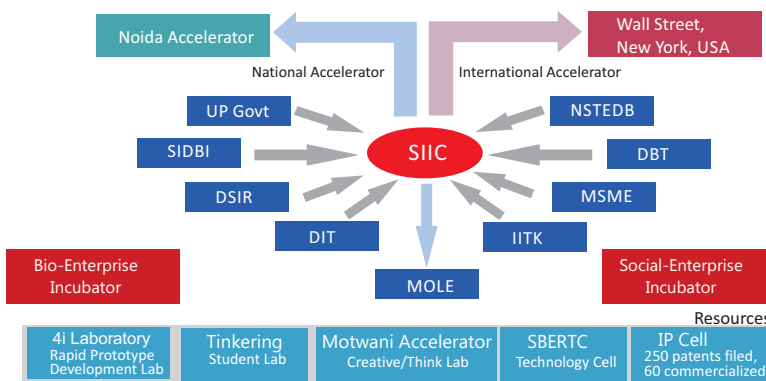 Noida Accelerator
Wall Street,
New York, USA
National Accelerator
International Accelerator
UP Govt
NSTEDB
SIDBI
SIIC
DBT
DSIR
MSME
DIT
IITK
Bio-Enterprise
Incubator
MOLE
Social-Enterprise
Incubator
Resources
4i Laboratory
Rapid Prototype
Development Lab
Tinkering
Student Lab
Motwani Accelerator
Creative/Think Lab
SBERTC
Technology Cell
IP Cell
250 patents filed,
60 commercialized